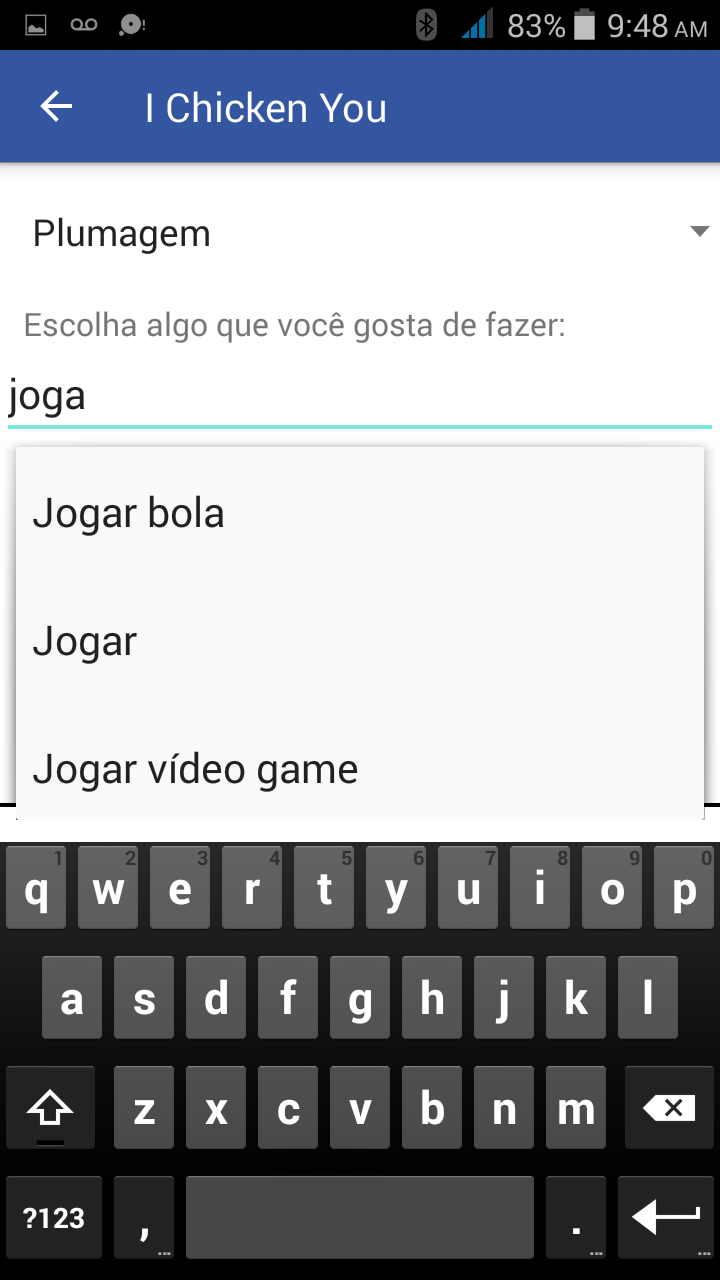 83% 9:48 AM
I Chicken You
Plumagem
Escolha algo que você gosta de fazer:
joga
Jogar bola
Jogar
Jogar vídeo game
1 2 3 4 5 6 7 8 9 0
q w e r t y u i o p
a s d f g h j k l
z x c v b n m
?123 , ... . ... ...